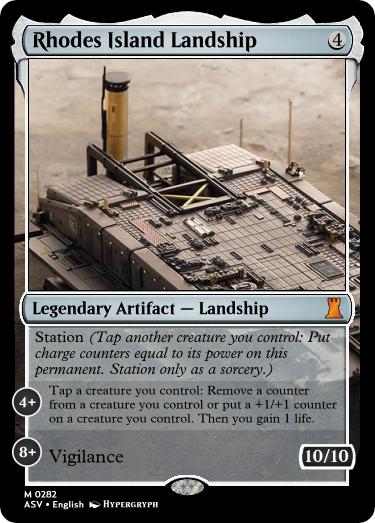 Rhodes Island Landship 4
Legendary Artifact — Landship
Station (Tap another creature you control: Put
charge counters equal to its power on this
permanent. Station only as a sorcery.)
4+ Tap a creature you control: Remove a counter
from a creature you control or put a +1/+1 counter
on a creature you control. Then you gain 1 life.
8+ Vigilance 10/10
M 0282
ASV • English HYPERGRYPH